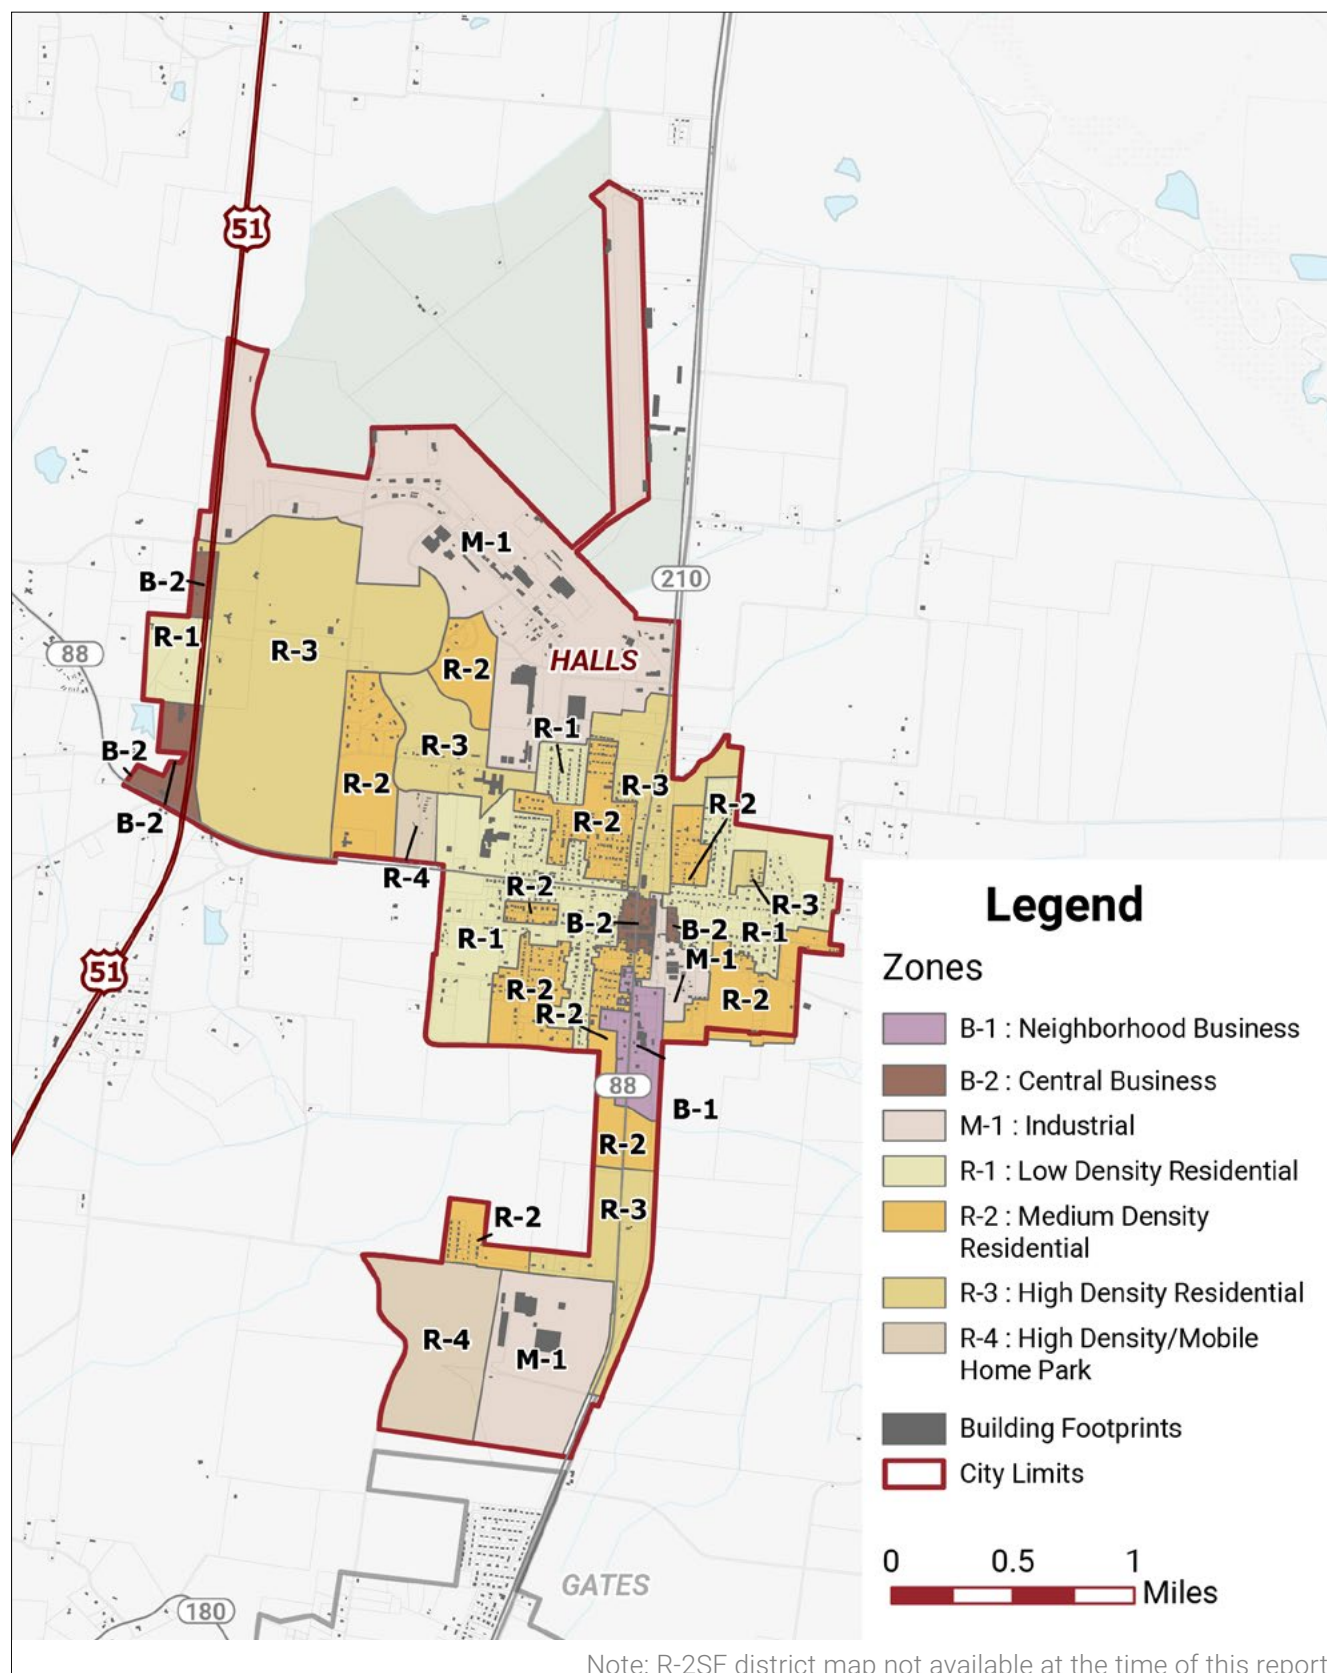 51
210
B-2
R-1
88
R-3
M-1
HALLS
R-2
R-1
R-3
R-3
B-2
R-2
R-2
R-2
B-2
R-4
R-2
R-3
B-2
B-2
R-1
R-1
M-1
51
R-2
R-2
R-2
88
B-1
R-2
R-3
R-2
R-4
M-1
GATES
180
Legend
Zones
B-1 : Neighborhood Business
B-2 : Central Business
M-1 : Industrial
R-1 : Low Density Residential
R-2 : Medium Density
Residential
R-3 : High Density Residential
R-4 : High Density/Mobile
Home Park
Building Footprints
City Limits
0 0.5 1
Miles
Note: R-2SF district map not available at the time of this report